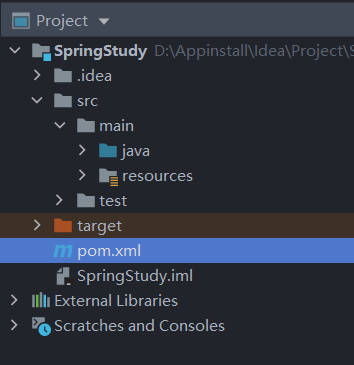 Project
SpringStudy D:\Appinstall\Idea\Project\S
.idea
src
main
java
resources
test
target
pom.xml
SpringStudy.iml
External Libraries
Scratches and Consoles